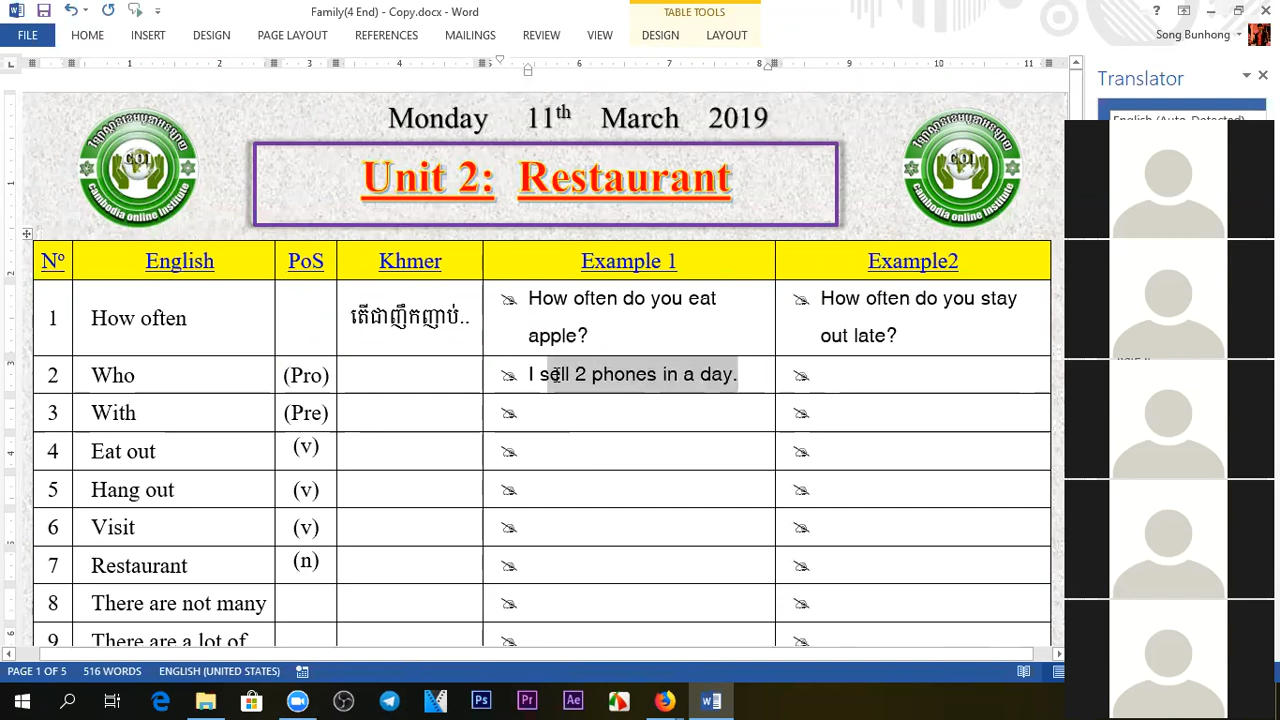 Family(4 End) - Copy.docx - Word
TABLE TOOLS
FILE HOME INSERT DESIGN PAGE LAYOUT REFERENCES MAILINGS REVIEW VIEW DESIGN LAYOUT
Song Bunhong
Translator
Monday 11th March 2019
Unit 2: Restaurant
GOI
Cambodia online Institute
GOI
Cambodia online Institute
Nº English PoS Khmer Example 1 Example2
1 How often តើជាញឹកញាប់.. How often do you eat apple? How often do you stay out late?
2 Who (Pro) I sell 2 phones in a day.
3 With (Pre)
4 Eat out (v)
5 Hang out (v)
6 Visit (v)
7 Restaurant (n)
8 There are not many
9 There are a lot of
PAGE 1 OF 5 516 WORDS ENGLISH (UNITED STATES)